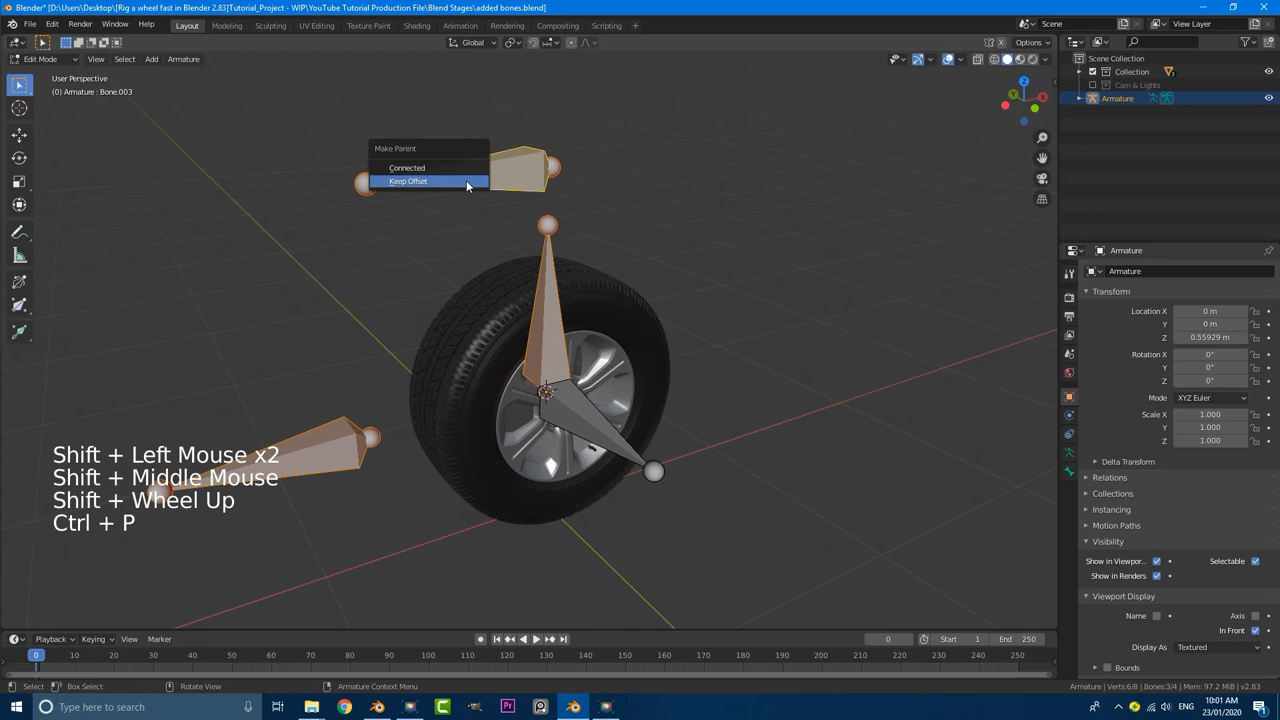 Blender* [D:\Users\Desktop\[Rig a wheel fast in Blender 2.83]Tutorial_Project - WIP\YouTube Tutorial Production File\Blend Stages\added bones.blend]
File Edit Render Window Help Layout Modeling Sculpting UV Editing Texture Paint Shading Animation Rendering Compositing Scripting Scene View Layer
Global Options
Edit Mode View Select Add Armature
Scene Collection
User Perspective
Collection
(0) Armature : Bone.003
Cam & Lights
Armature
X
Y
Z
Make Parent
Connected
Keep Offset
Armature
Armature
Transform
Location X 0 m
Y 0 m
Z 0.55929 m
Rotation X 0°
Y 0°
Z 0°
Mode XYZ Euler
Scale X 1.000
Y 1.000
Z 1.000
Delta Transform
Relations
Collections
Instancing
Motion Paths
Visibility
Show in Viewpor.. Selectable
Show in Renders
Viewport Display
Name Axis
In Front
Display As Textured
Bounds
Shift + Left Mouse x2
Shift + Middle Mouse
Shift + Wheel Up
Ctrl + P
Playback Keying View Marker 0 Start 1 End 250
0 10 20 30 40 50 60 70 80 90 100 110 120 130 140 150 160 170 180 190 200 210 220 230 240 250
Select Box Select Rotate View Armature Context Menu Armature | Verts:6/8 | Bones:3/4 | Mem: 97.2 MiB | v2.83
Type here to search
Pr
10:01 AM
23/01/2020